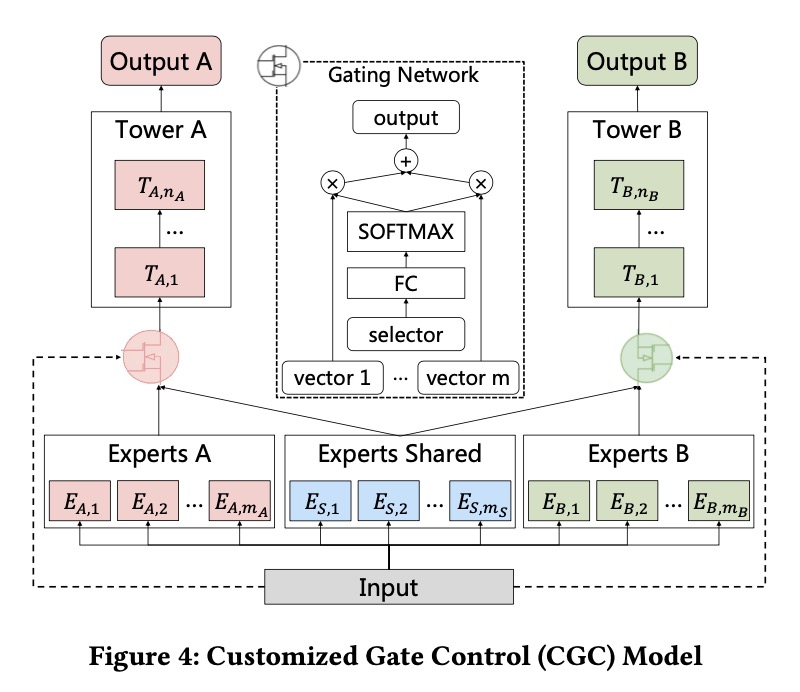 Output A
Output B
Gating Network
Tower A
Tower B
output
+
× ×
T_{A,n_A}
T_{B,n_B}
...
...
SOFTMAX
T_{A,1}
T_{B,1}
FC
selector
vector 1 ... vector m
Experts A
Experts Shared
Experts B
E_{A,1} E_{A,2} ... E_{A,m_A}
E_{S,1} E_{S,2} ... E_{S,m_S}
E_{B,1} E_{B,2} ... E_{B,m_B}
Input
Figure 4: Customized Gate Control (CGC) Model